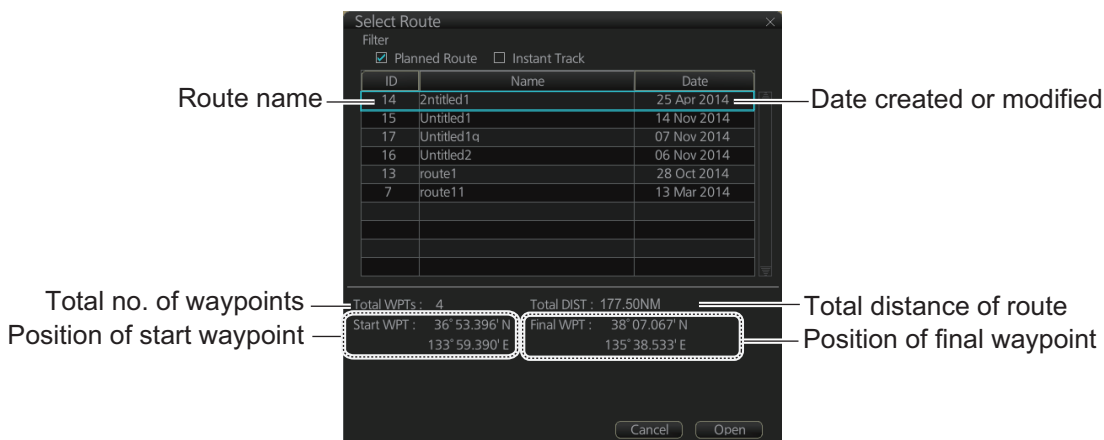 Select Route
Filter
Planned Route Instant Track
ID Name Date
14 2ntitled1 25 Apr 2014
15 Untitled1 14 Nov 2014
17 Untitled1q 07 Nov 2014
16 Untitled2 06 Nov 2014
13 route1 28 Oct 2014
7 route11 13 Mar 2014
Route name
Date created or modified
Total WPTs : 4 Total DIST : 177.50NM
Start WPT : 36°53.396' N Final WPT : 38°07.067' N
133°59.390' E 135°38.533' E
Total no. of waypoints
Position of start waypoint
Total distance of route
Position of final waypoint
Cancel Open